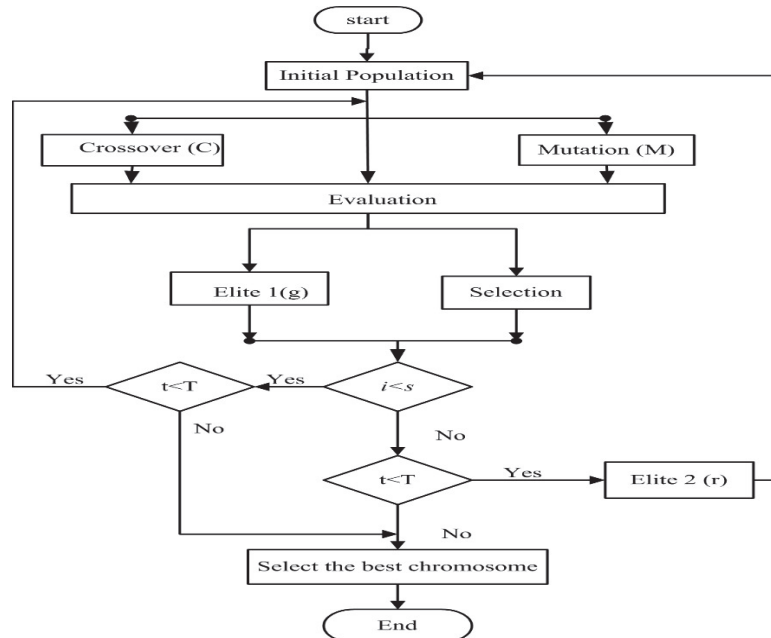 start
Initial Population
Crossover (C)
Mutation (M)
Evaluation
Elite 1(g)
Selection
Yes
t<T
Yes
i<s
No
No
t<T
Yes
Elite 2 (r)
No
Select the best chromosome
End